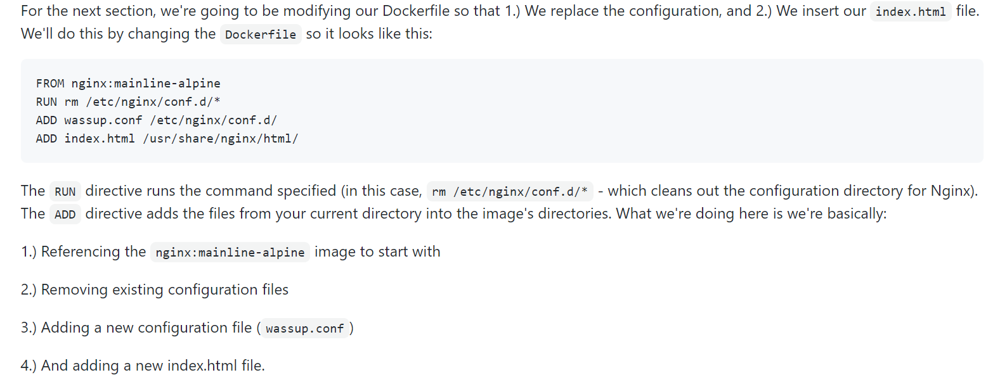 For the next section, we're going to be modifying our Dockerfile so that 1.) We replace the configuration, and 2.) We insert our index.html file.
We'll do this by changing the Dockerfile so it looks like this:
FROM nginx:mainline-alpine
RUN rm /etc/nginx/conf.d/*
ADD wassup.conf /etc/nginx/conf.d/
ADD index.html /usr/share/nginx/html/
The RUN directive runs the command specified (in this case, rm /etc/nginx/conf.d/* - which cleans out the configuration directory for Nginx).
The ADD directive adds the files from your current directory into the image's directories. What we're doing here is we're basically:
1.) Referencing the nginx:mainline-alpine image to start with
2.) Removing existing configuration files
3.) Adding a new configuration file (wassup.conf)
4.) And adding a new index.html file.